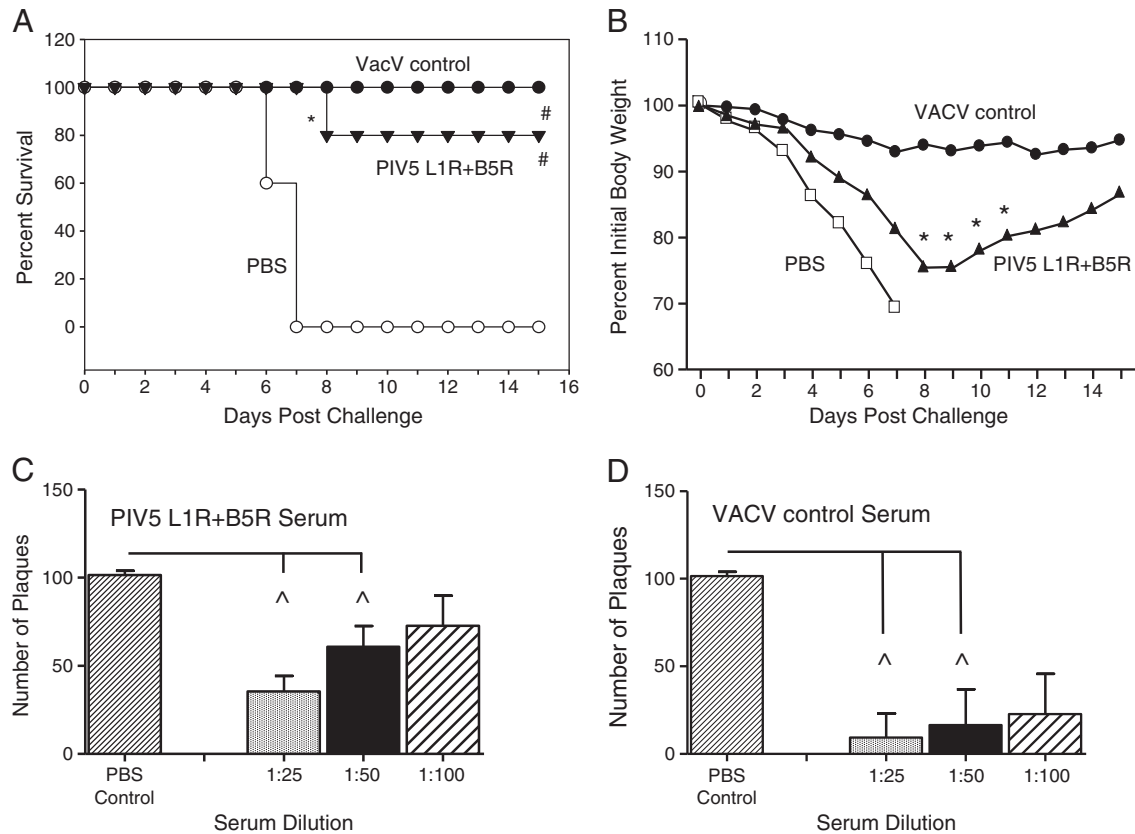 A
120
100
80
60
40
20
0
Percent Survival
VacV control
#
*
PIV5 L1R+B5R
#
PBS
0 2 4 6 8 10 12 14 16
Days Post Challenge
B
110
100
90
80
70
60
Percent Initial Body Weight
VACV control
* * * *
PBS
PIV5 L1R+B5R
0 2 4 6 8 10 12 14
Days Post Challenge
C
150
100
50
0
Number of Plaques
PIV5 L1R+B5R Serum
^ ^
PBS
Control
1:25 1:50 1:100
Serum Dilution
D
150
100
50
0
Number of Plaques
VACV control Serum
^ ^
PBS
Control
1:25 1:50 1:100
Serum Dilution